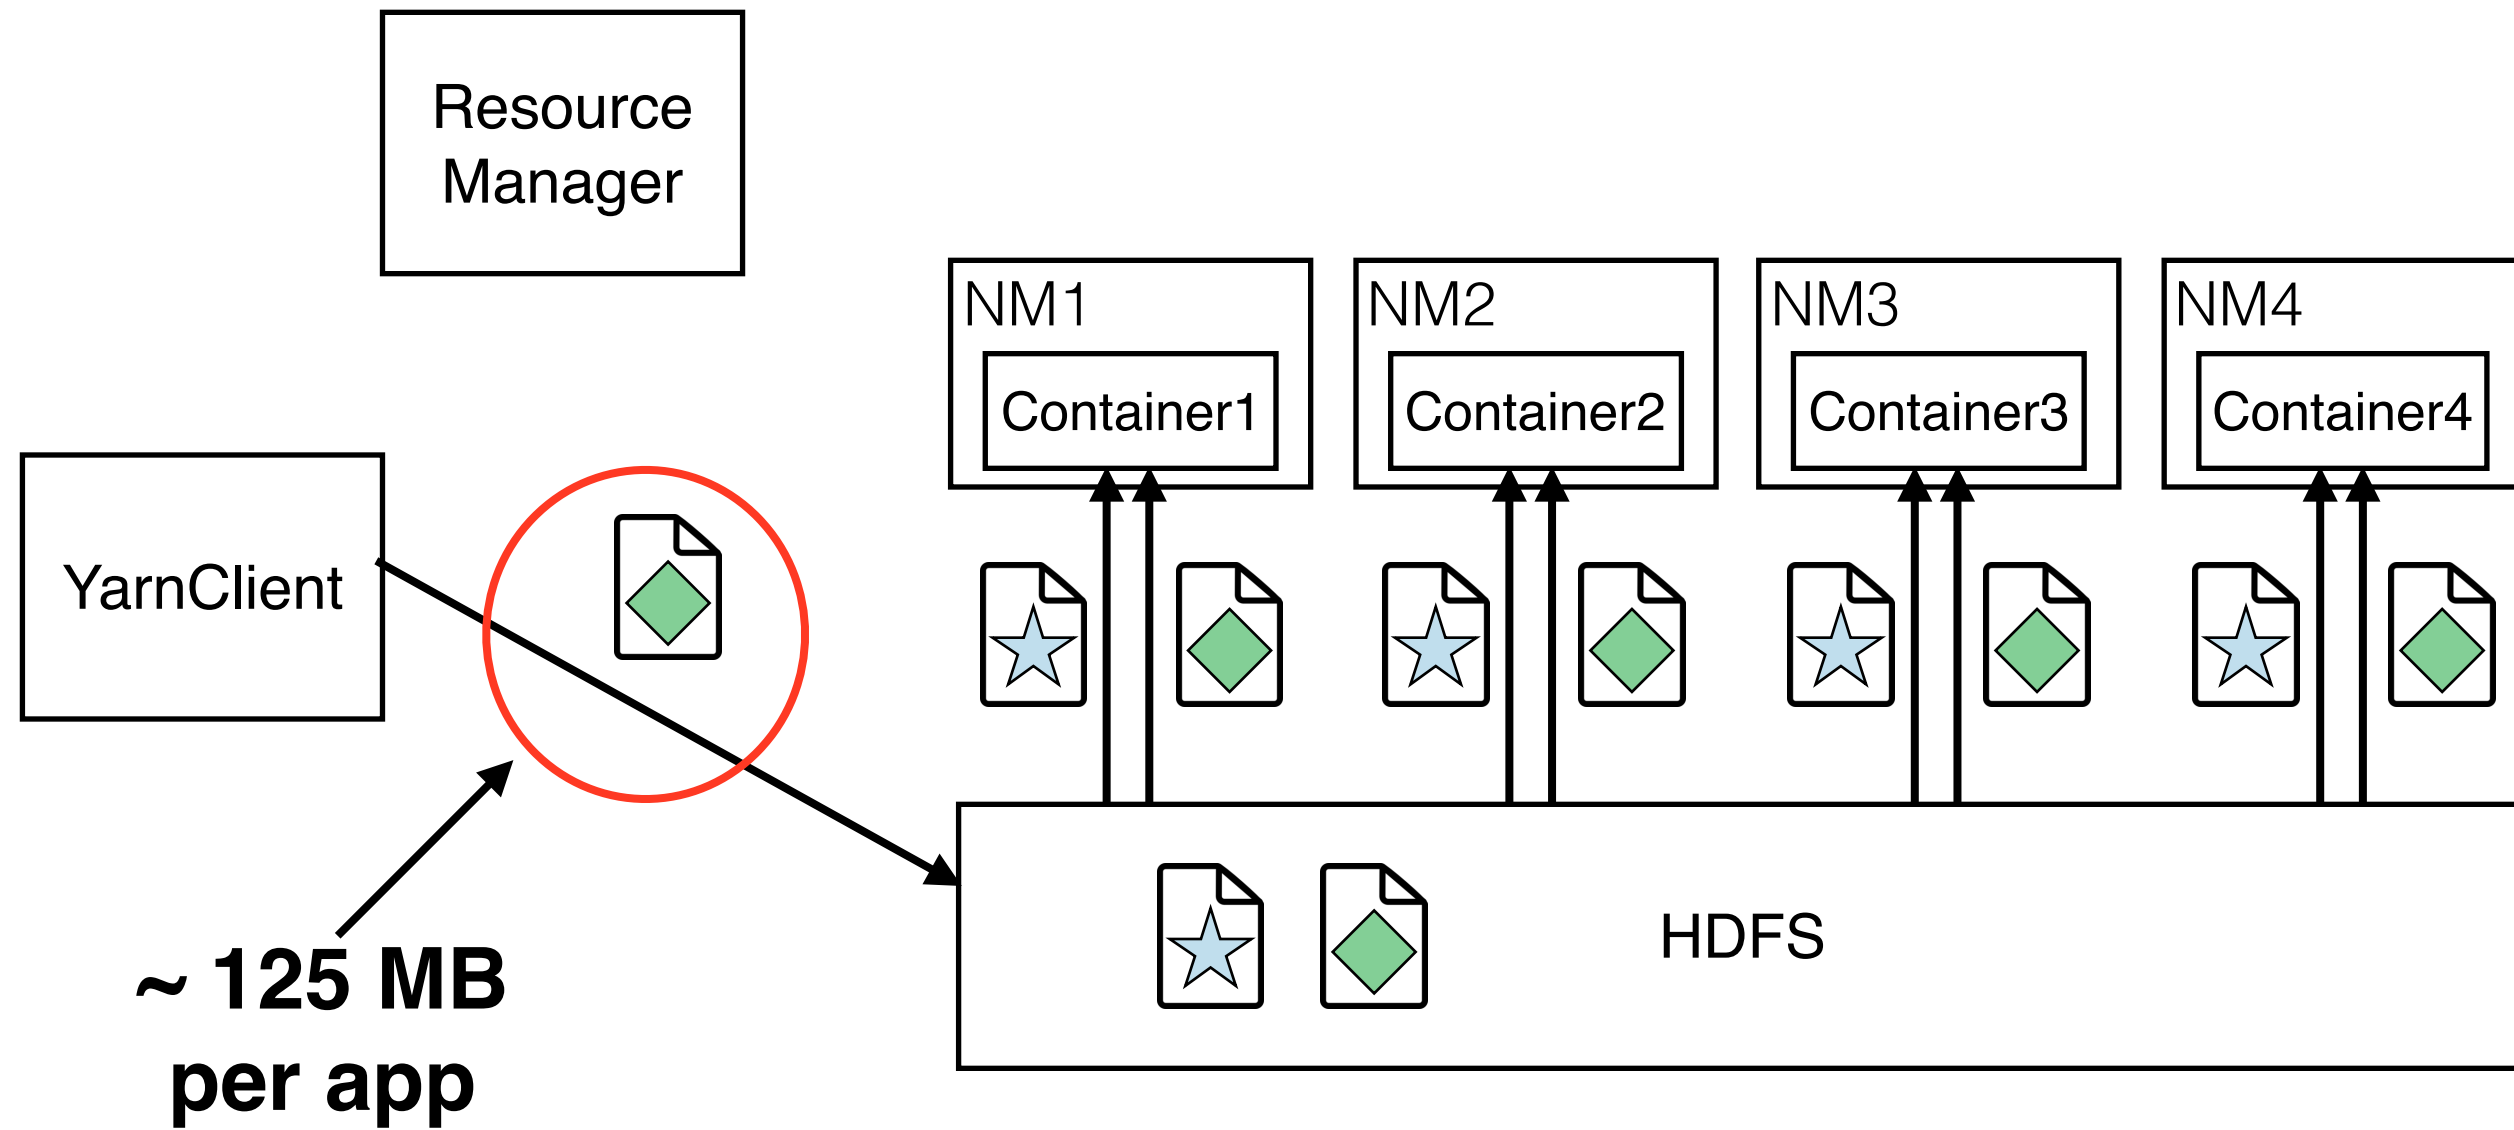 Resource
Manager
NM1
NM2
NM3
NM4
Container1
Container2
Container3
Container4
YarnClient
HDFS
~ 125 MB
per app